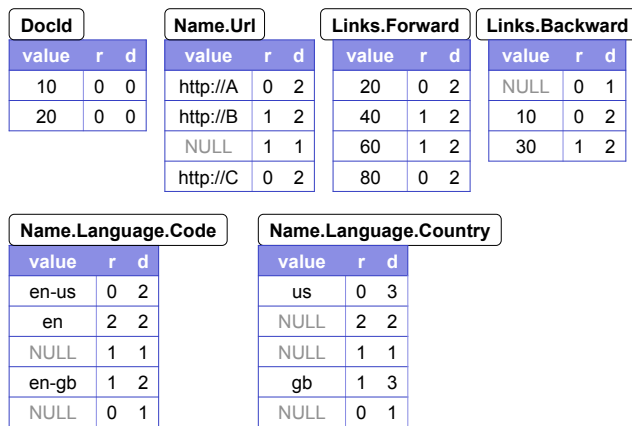 DocId Name.Url Links.Forward Links.Backward
value r d value r d value r d value r d
10 0 0 http://A 0 2 20 0 2 NULL 0 1
20 0 0 http://B 1 2 40 1 2 10 0 2
NULL 1 1 60 1 2 30 1 2
http://C 0 2 80 0 2
Name.Language.Code Name.Language.Country
value r d value r d
en-us 0 2 us 0 3
en 2 2 NULL 2 2
NULL 1 1 NULL 1 1
en-gb 1 2 gb 1 3
NULL 0 1 NULL 0 1